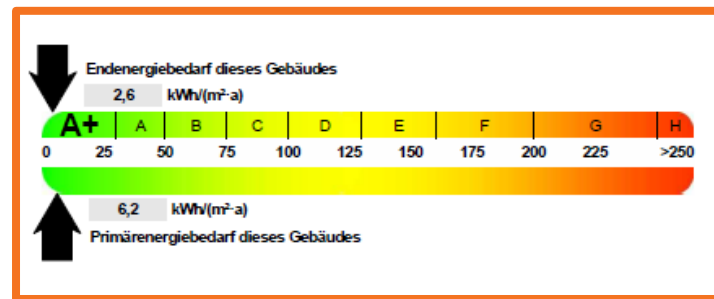 Endenergiebedarf dieses Gebäudes
2,6 kWh/(m²·a)
A+ A B C D E F G H
0 25 50 75 100 125 150 175 200 225 >250
6,2 kWh/(m²·a)
Primärenergiebedarf dieses Gebäudes